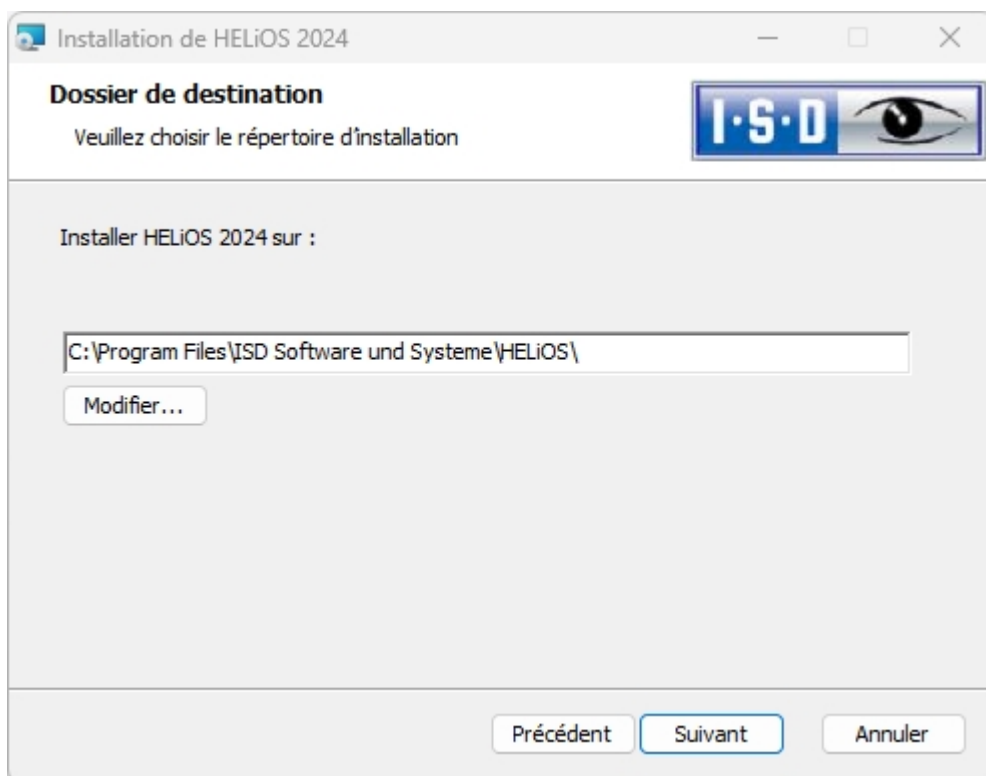 Installation de HELiOS 2024
Dossier de destination
Veuillez choisir le répertoire d'installation
I·S·D
Installer HELiOS 2024 sur :
C:\Program Files\ISD Software und Systeme\HELiOS\
Modifier...
Précédent Suivant Annuler